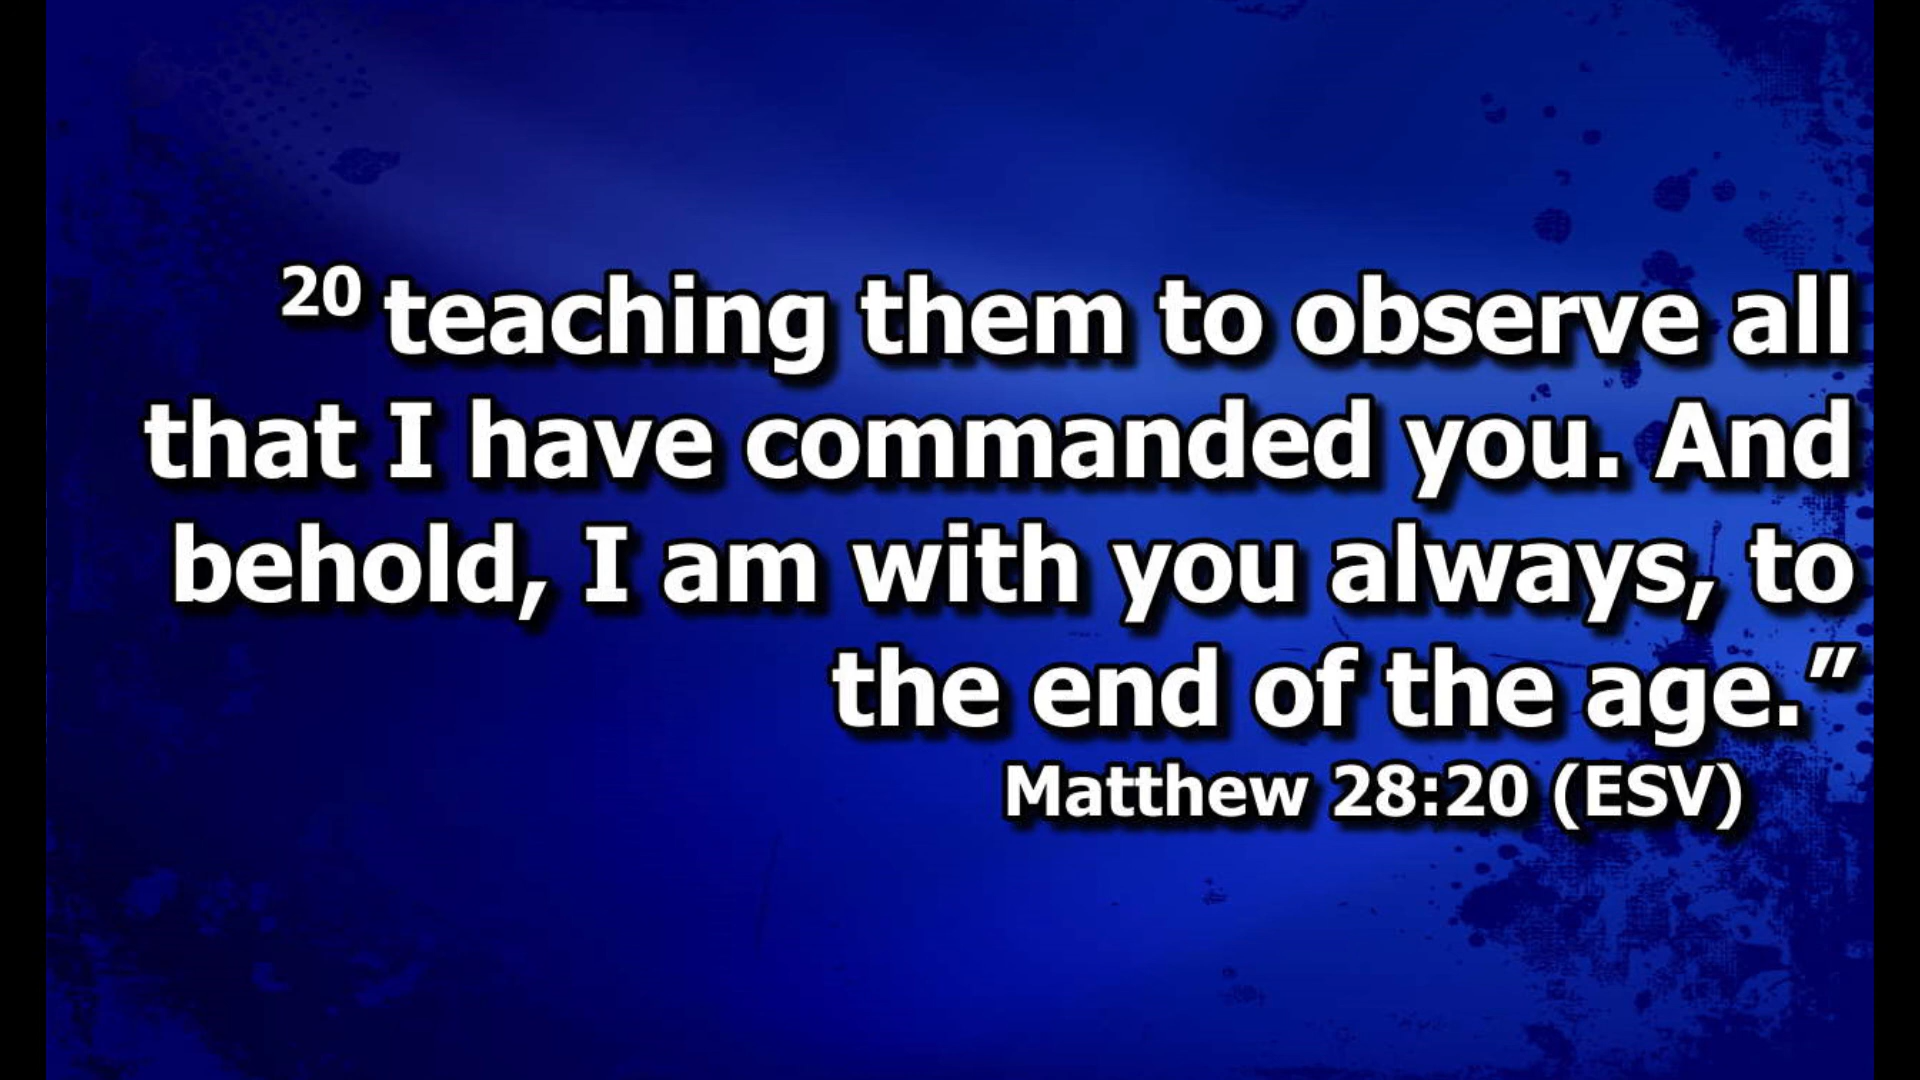 20 teaching them to observe all
that I have commanded you. And
behold, I am with you always, to
the end of the age.”
Matthew 28:20 (ESV)